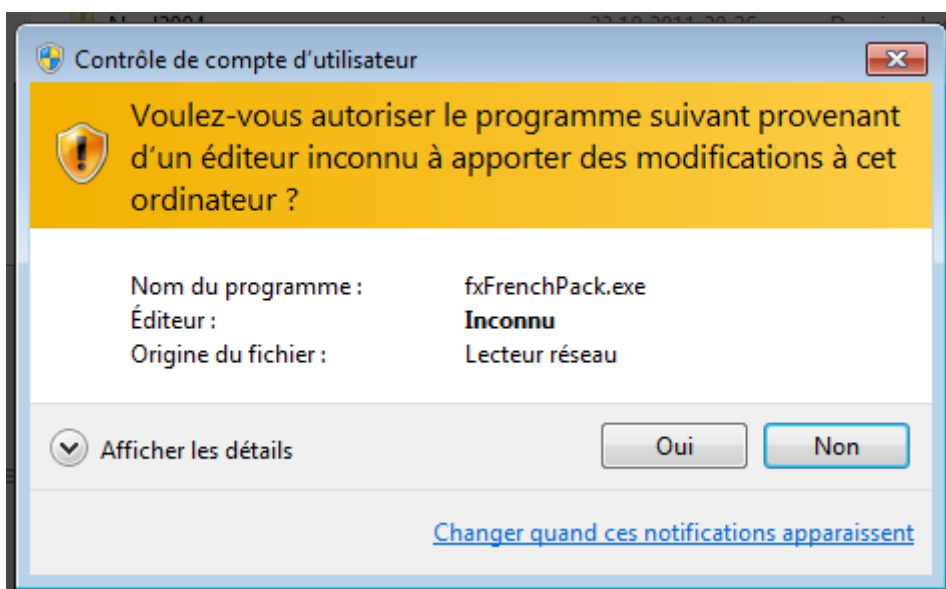 Contrôle de compte d'utilisateur
Voulez-vous autoriser le programme suivant provenant
d'un éditeur inconnu à apporter des modifications à cet
ordinateur ?
Nom du programme : fxFrenchPack.exe
Éditeur : Inconnu
Origine du fichier : Lecteur réseau
Afficher les détails
Oui Non
Changer quand ces notifications apparaissent